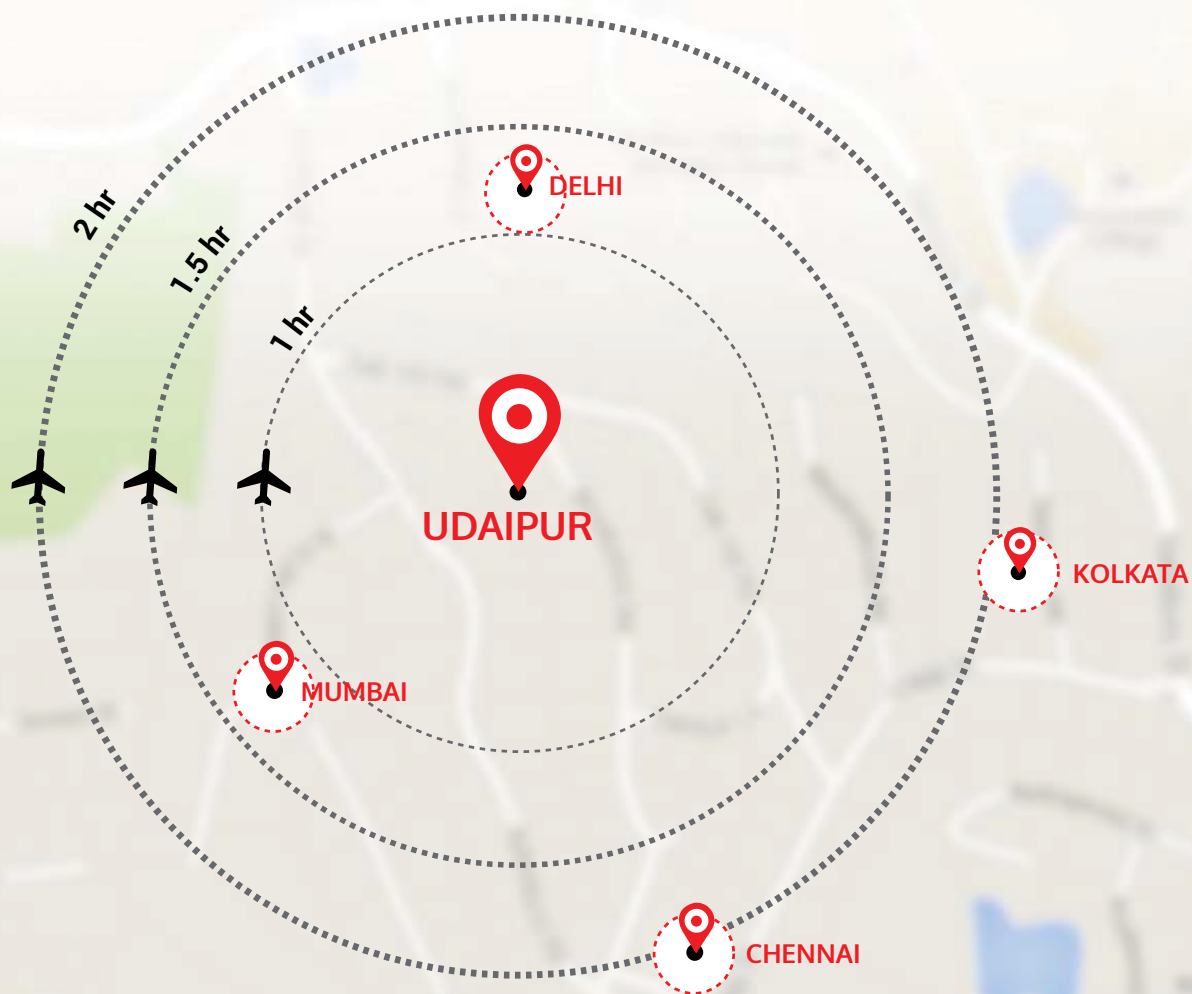 DELHI
2 hr
1.5 hr
1 hr
UDAIPUR
KOLKATA
MUMBAI
CHENNAI